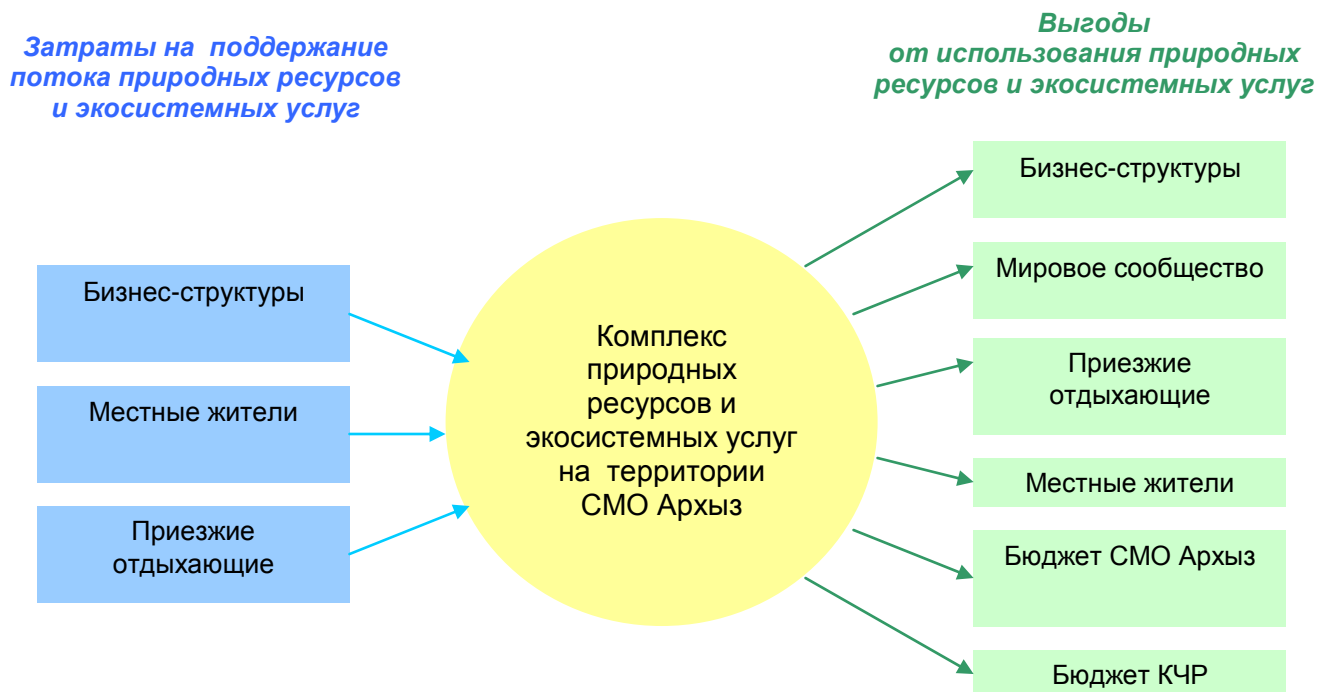 Затраты на поддержание
потока природных ресурсов
и экосистемных услуг
Выгоды
от использования природных
ресурсов и экосистемных услуг
Бизнес-структуры
Местные жители
Приезжие
отдыхающие
Комплекс
природных
ресурсов и
экосистемных услуг
на территории
СМО Архыз
Бизнес-структуры
Мировое сообщество
Приезжие
отдыхающие
Местные жители
Бюджет СМО Архыз
Бюджет КЧР